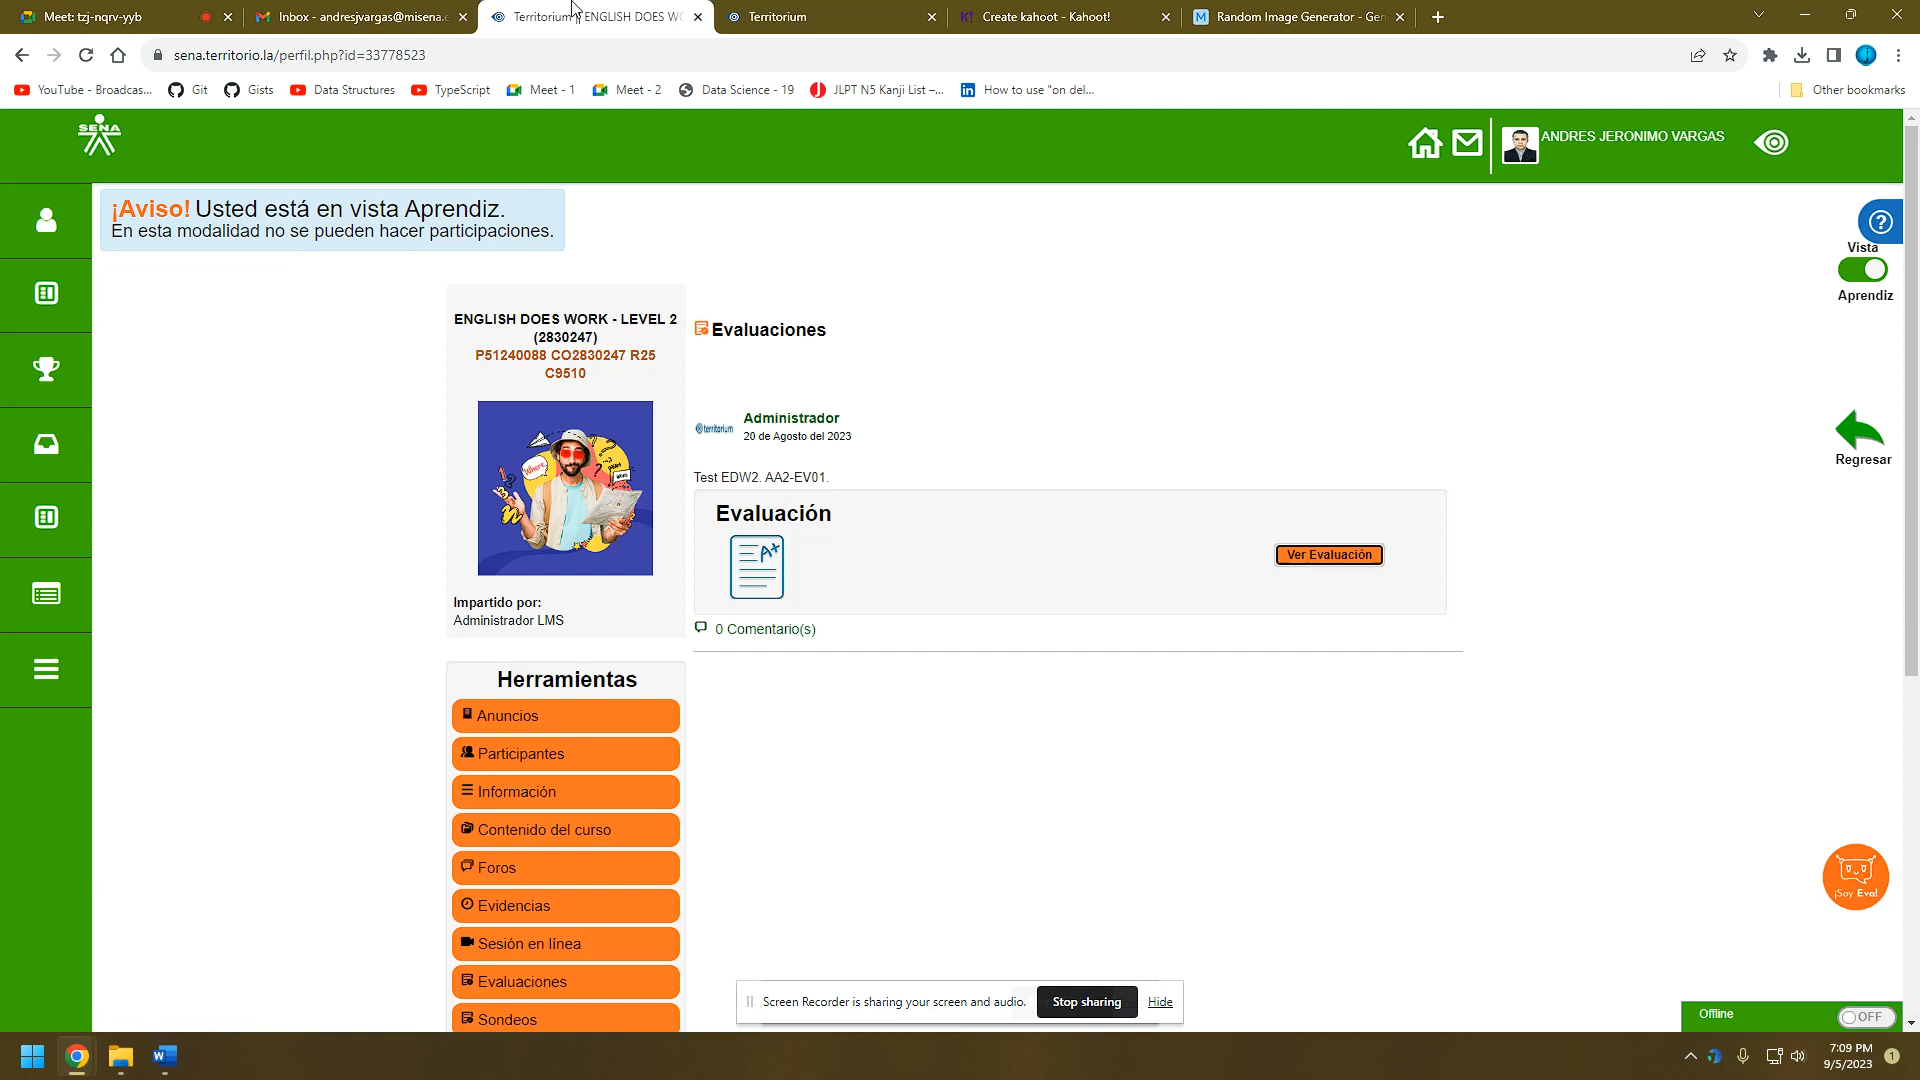 Meet: tzj-nqrv-yyb
Inbox - andresjvargas@misena.e
Territorium
ENGLISH DOES WO
Territorium
Create kahoot - Kahoot!
Random Image Generator - Gen
sena.territorio.la/perfil.php?id=33778523
YouTube - Broadcas...
Git
Gists
Data Structures
TypeScript
Meet - 1
Meet - 2
Data Science - 19
JLPT N5 Kanji List –...
How to use "on del...
Other bookmarks
SENA
ANDRES JERONIMO VARGAS
¡Aviso! Usted está en vista Aprendiz.
En esta modalidad no se pueden hacer participaciones.
Vista
Aprendiz
Regresar
ENGLISH DOES WORK - LEVEL 2
(2830247)
P51240088 CO2830247 R25
C9510
Where
Impartido por:
Administrador LMS
Evaluaciones
territorium
Administrador
20 de Agosto del 2023
Test EDW2. AA2-EV01.
Evaluación
A+
Ver Evaluación
0 Comentario(s)
Herramientas
Anuncios
Participantes
Información
Contenido del curso
Foros
Evidencias
Sesión en línea
Evaluaciones
Sondeos
¡Soy Eva!
Screen Recorder is sharing your screen and audio.
Stop sharing
Hide
Offline
OFF
7:09 PM
9/5/2023
1